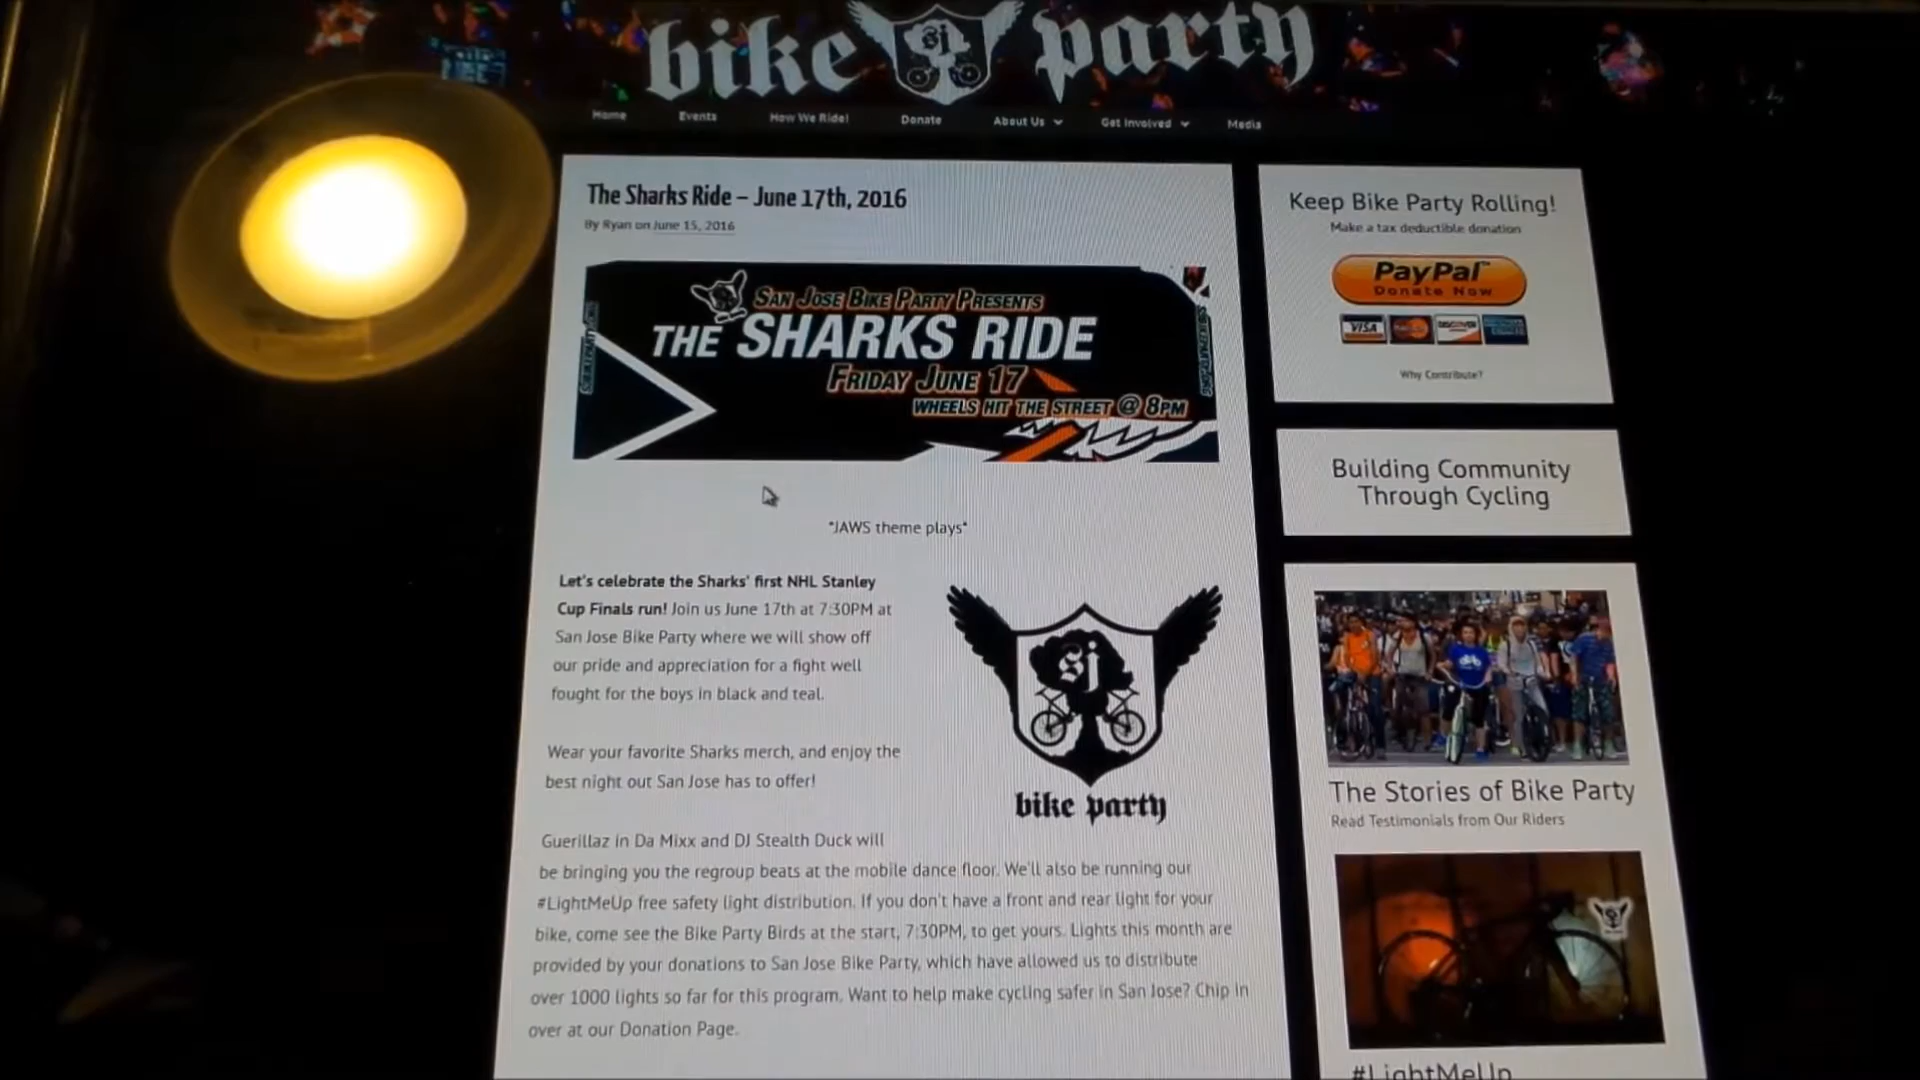 bike sj party
Home Events How We Ride! Donate About Us Get Involved Media
The Sharks Ride – June 17th, 2016
By Ryan on June 15, 2016
San Jose Bike Party Presents
THE SHARKS RIDE
Friday June 17
WHEELS HIT THE STREET @ 8PM
*JAWS theme plays*
Let's celebrate the Sharks' first NHL Stanley
Cup Finals run! Join us June 17th at 7:30PM at
San Jose Bike Party where we will show off
our pride and appreciation for a fight well
fought for the boys in black and teal.
Wear your favorite Sharks merch, and enjoy the
best night out San Jose has to offer!
sj
bike party
Guerillaz in Da Mixx and DJ Stealth Duck will
be bringing you the regroup beats at the mobile dance floor. We'll also be running our
#LightMeUp free safety light distribution. If you don't have a front and rear light for your
bike, come see the Bike Party Birds at the start, 7:30PM, to get yours. Lights this month are
provided by your donations to San Jose Bike Party, which have allowed us to distribute
over 1000 lights so far for this program. Want to help make cycling safer in San Jose? Chip in
over at our Donation Page.
Keep Bike Party Rolling!
Make a tax deductible donation
PayPal™
Donate Now
VISA MasterCard DISCOVER
Why Contribute?
Building Community
Through Cycling
The Stories of Bike Party
Read Testimonials from Our Riders
#LightMeUp